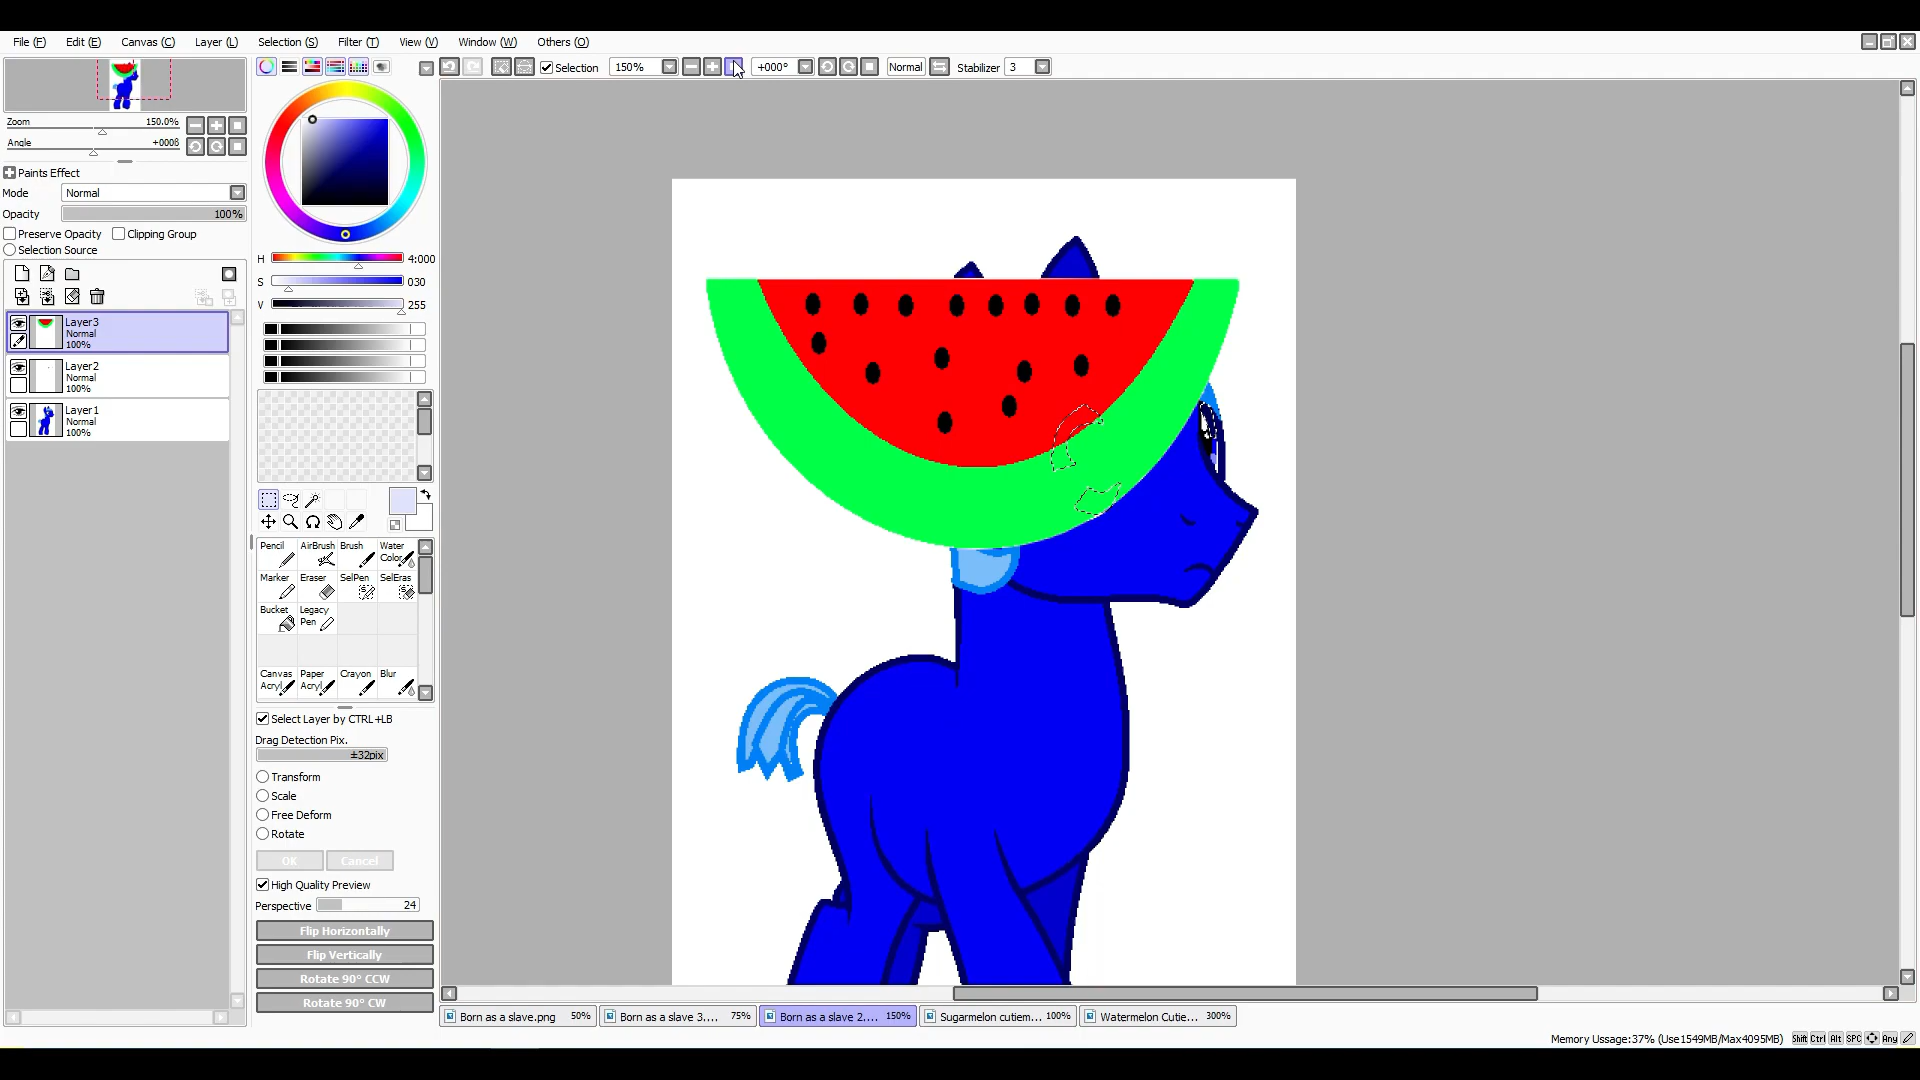 File (F) Edit (E) Canvas (C) Layer (L) Selection (S) Filter (T) View (V) Window (W) Others (O)
Selection 150% +000° Normal Stabilizer 3
Zoom 150.0%
Angle +000ß
Paints Effect
Mode Normal
Opacity 100%
Preserve Opacity Clipping Group
Selection Source
Layer3
Normal
100%
Layer2
Normal
100%
Layer1
Normal
100%
H 4:000
S 030
V 255
Pencil AirBrush Brush Water Color
Marker Eraser SelPen SelEras
Bucket Legacy Pen
Canvas Acryl Paper Acryl Crayon Blur
Select Layer by CTRL+LB
Drag Detection Pix.
±32pix
Transform
Scale
Free Deform
Rotate
OK Cancel
High Quality Preview
Perspective 24
Flip Horizontally
Flip Vertically
Rotate 90° CCW
Rotate 90° CW
Born as a slave.png 50% Born as a slave 3.... 75% Born as a slave 2.... 150% Sugarmelon cutiem... 100% Watermelon Cutie... 300%
Memory Ussage:37% (Use1549MB/Max4095MB) Shift Ctrl Alt SPC Any